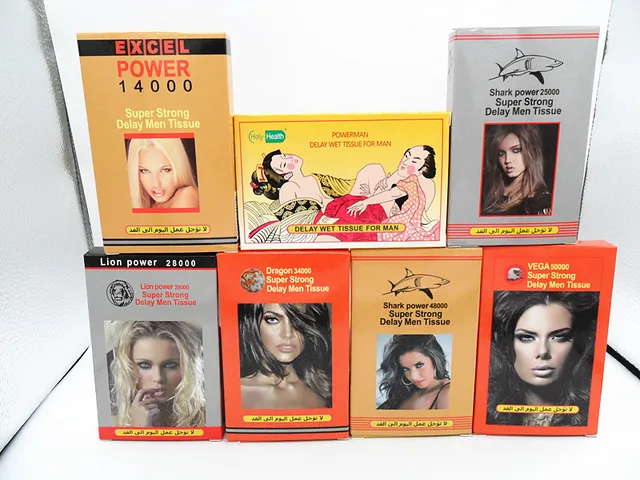 EXCEL
POWER
14000
Super Strong
Delay Men Tissue
لا تؤجل عمل اليوم الى الغد
Holy-Health
POWERMAN
DELAY WET TISSUE FOR MAN
DELAY WET TISSUE FOR MAN
Shark power 25000
Super Strong
Delay Men Tissue
لا تؤجل عمل اليوم الى الغد
Lion power 28000
Lion power 28000
Super Strong
Delay Men Tissue
لا تؤجل عمل اليوم الى الغد
Dragon 34000
Super Strong
Delay Men Tissue
لا تؤجل عمل اليوم الى الغد
Shark power 48000
Super Strong
Delay Men Tissue
لا تؤجل عمل اليوم الى الغد
VEGA 50000
Super Strong
Delay Men Tissue
لا تؤجل عمل اليوم الى الغد